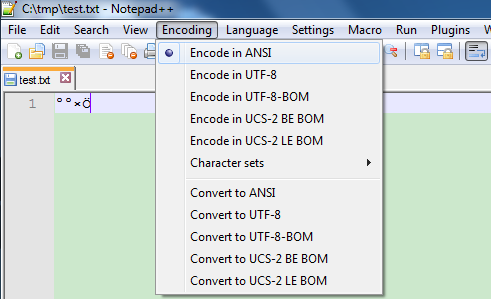 C:\tmp\test.txt - Notepad++
File Edit Search View Encoding Language Settings Macro Run Plugins
Encode in ANSI
Encode in UTF-8
test.txt
Encode in UTF-8-BOM
1 °°×Ö
Encode in UCS-2 BE BOM
Encode in UCS-2 LE BOM
Character sets
Convert to ANSI
Convert to UTF-8
Convert to UTF-8-BOM
Convert to UCS-2 BE BOM
Convert to UCS-2 LE BOM